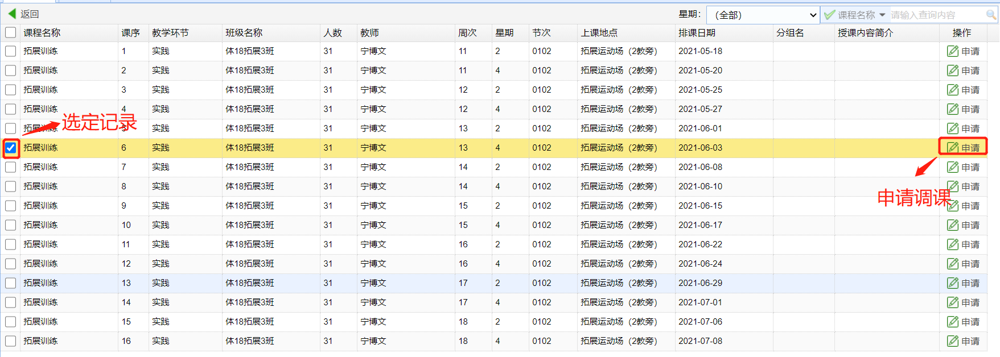 返回 星期： （全部） 课程名称 请输入查询内容
课程名称 课序 教学环节 班级名称 人数 教师 周次 星期 节次 上课地点 排课日期 分组名 授课内容简介 操作
拓展训练 1 实践 体18拓展3班 31 宁博文 11 2 0102 拓展运动场（2教旁） 2021-05-18 申请
拓展训练 2 实践 体18拓展3班 31 宁博文 11 4 0102 拓展运动场（2教旁） 2021-05-20 申请
拓展训练 3 实践 体18拓展3班 31 宁博文 12 2 0102 拓展运动场（2教旁） 2021-05-25 申请
拓展训练 4 实践 体18拓展3班 31 宁博文 12 4 0102 拓展运动场（2教旁） 2021-05-27 申请
选定记录
拓展训练 5 实践 体18拓展3班 31 宁博文 13 2 0102 拓展运动场（2教旁） 2021-06-01 申请
拓展训练 6 实践 体18拓展3班 31 宁博文 13 4 0102 拓展运动场（2教旁） 2021-06-03 申请
拓展训练 7 实践 体18拓展3班 31 宁博文 14 2 0102 拓展运动场（2教旁） 2021-06-08 申请
拓展训练 8 实践 体18拓展3班 31 宁博文 14 4 0102 拓展运动场（2教旁） 2021-06-10 申请
申请调课
拓展训练 9 实践 体18拓展3班 31 宁博文 15 2 0102 拓展运动场（2教旁） 2021-06-15 申请
拓展训练 10 实践 体18拓展3班 31 宁博文 15 4 0102 拓展运动场（2教旁） 2021-06-17 申请
拓展训练 11 实践 体18拓展3班 31 宁博文 16 2 0102 拓展运动场（2教旁） 2021-06-22 申请
拓展训练 12 实践 体18拓展3班 31 宁博文 16 4 0102 拓展运动场（2教旁） 2021-06-24 申请
拓展训练 13 实践 体18拓展3班 31 宁博文 17 2 0102 拓展运动场（2教旁） 2021-06-29 申请
拓展训练 14 实践 体18拓展3班 31 宁博文 17 4 0102 拓展运动场（2教旁） 2021-07-01 申请
拓展训练 15 实践 体18拓展3班 31 宁博文 18 2 0102 拓展运动场（2教旁） 2021-07-06 申请
拓展训练 16 实践 体18拓展3班 31 宁博文 18 4 0102 拓展运动场（2教旁） 2021-07-08 申请